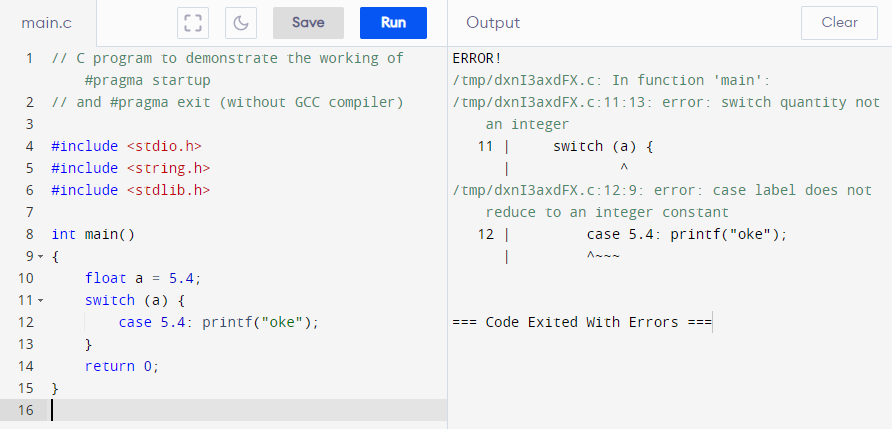 main.c
Save
Run
1 // C program to demonstrate the working of
#pragma startup
2 // and #pragma exit (without GCC compiler)
3
4 #include <stdio.h>
5 #include <string.h>
6 #include <stdlib.h>
7
8 int main()
9 {
10 float a = 5.4;
11 switch (a) {
12 case 5.4: printf("oke");
13 }
14 return 0;
15 }
16
Output
Clear
ERROR!
/tmp/dxnI3axdFX.c: In function 'main':
/tmp/dxnI3axdFX.c:11:13: error: switch quantity not
an integer
11 | switch (a) {
| ^
/tmp/dxnI3axdFX.c:12:9: error: case label does not
reduce to an integer constant
12 | case 5.4: printf("oke");
| ^~~~
=== Code Exited With Errors ===